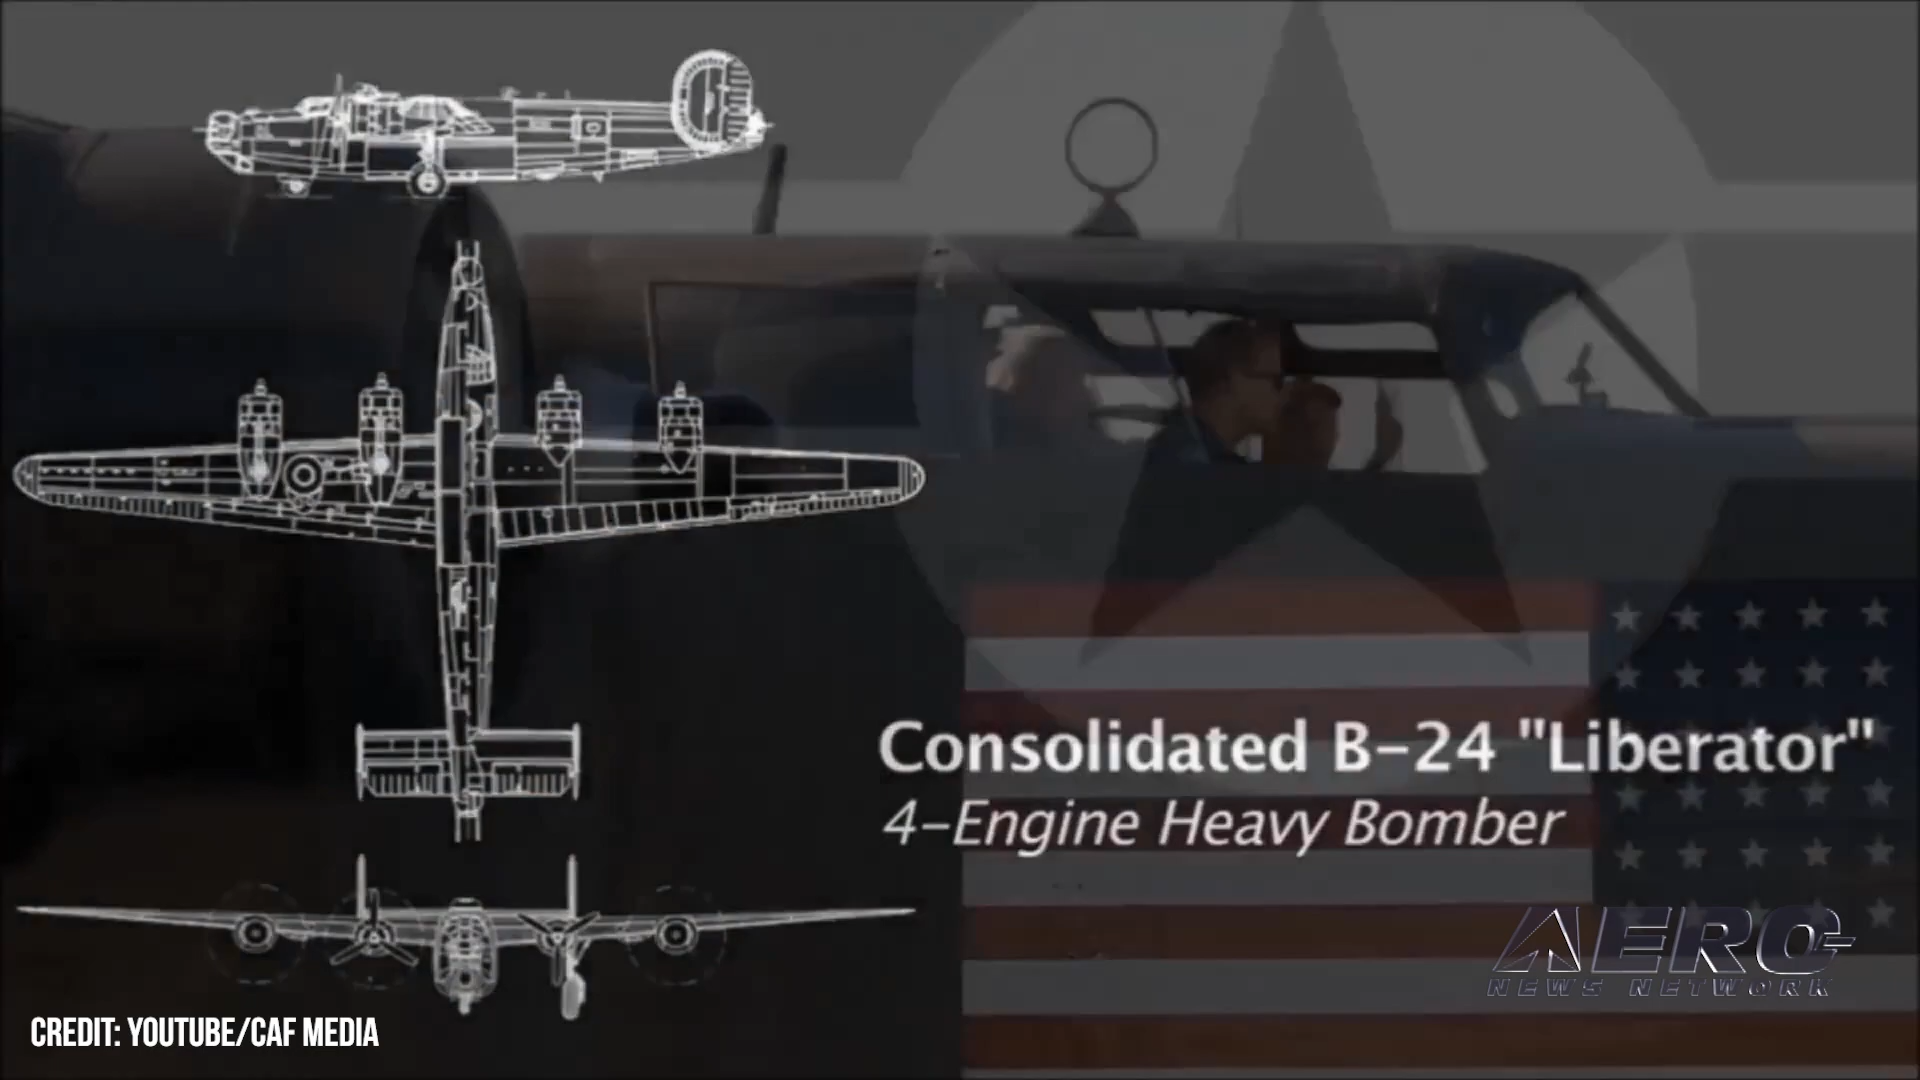 Consolidated B-24 "Liberator"
4-Engine Heavy Bomber
AERO
NEWS NETWORK
CREDIT: YOUTUBE/CAF MEDIA